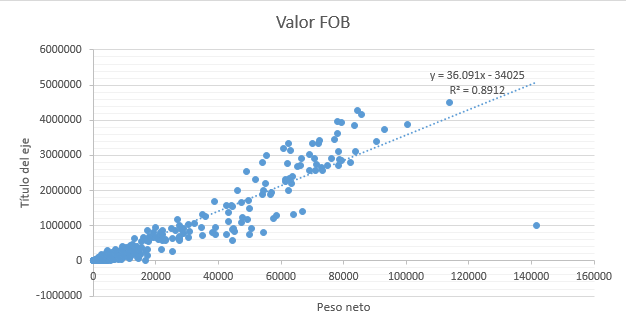 Valor FOB
6000000
5000000
4000000
3000000
2000000
1000000
0
-1000000
Título del eje
y = 36.091x - 34025
R² = 0.8912
0 20000 40000 60000 80000 100000 120000 140000 160000
Peso neto